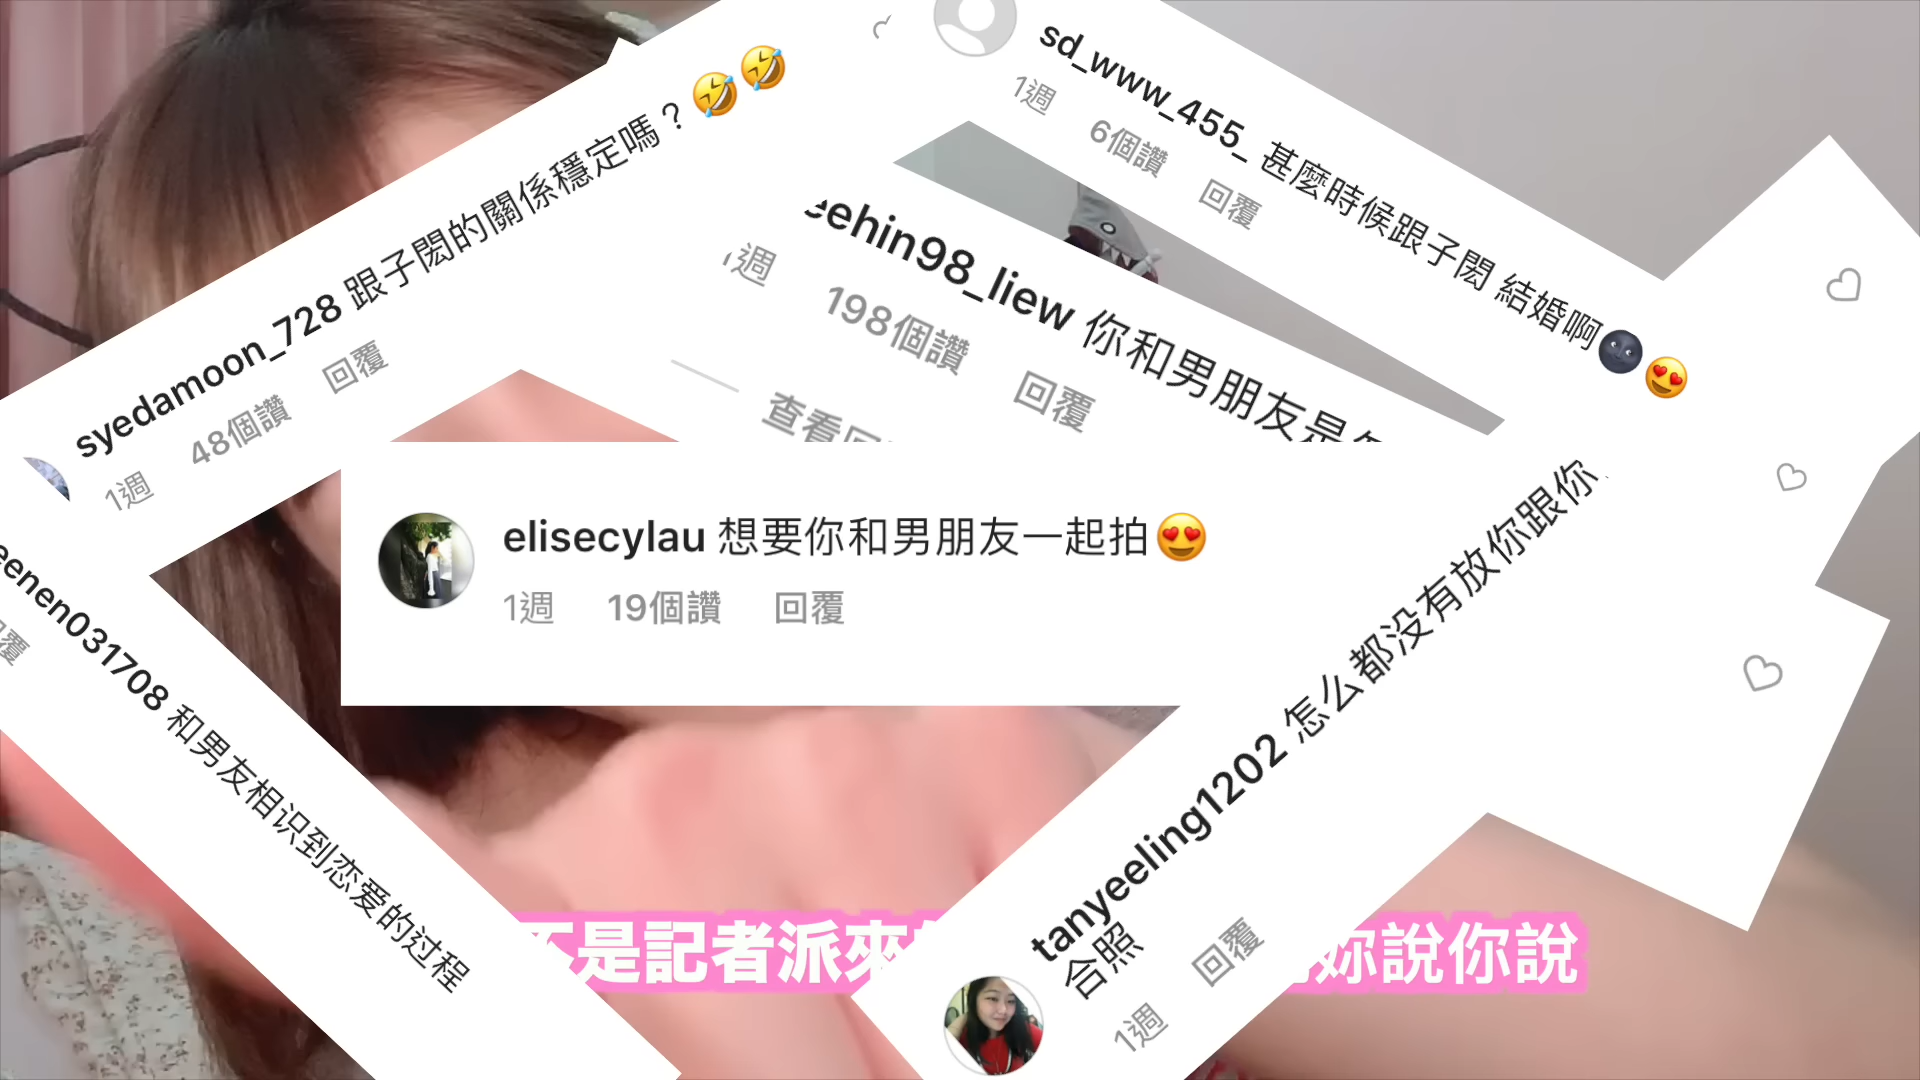 syedamoon_728 跟子閎的關係穩定嗎？🤣🤣
1週 48個讚 回覆
sd_www_455_ 甚麼時候跟子閎 結婚啊🌚😍
1週 6個讚 回覆
eehin98_liew 你和男朋友是
週 198個讚 回覆
查看
elisecylau 想要你和男朋友一起拍😍
1週 19個讚 回覆
eenen031708 和男友相识到恋爱的过程
回覆
tanyeeling1202 怎么都没有放你跟你
合照
1週 回覆
不是記者派來 妳說你說